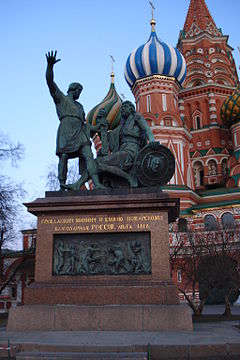 ГРАЖДАНИНУ МИНИНУ И КНЯЗЮ ПОЖАРСКОМУ
БЛАГОДАРНАЯ РОССІЯ. ЛѢТА 1818